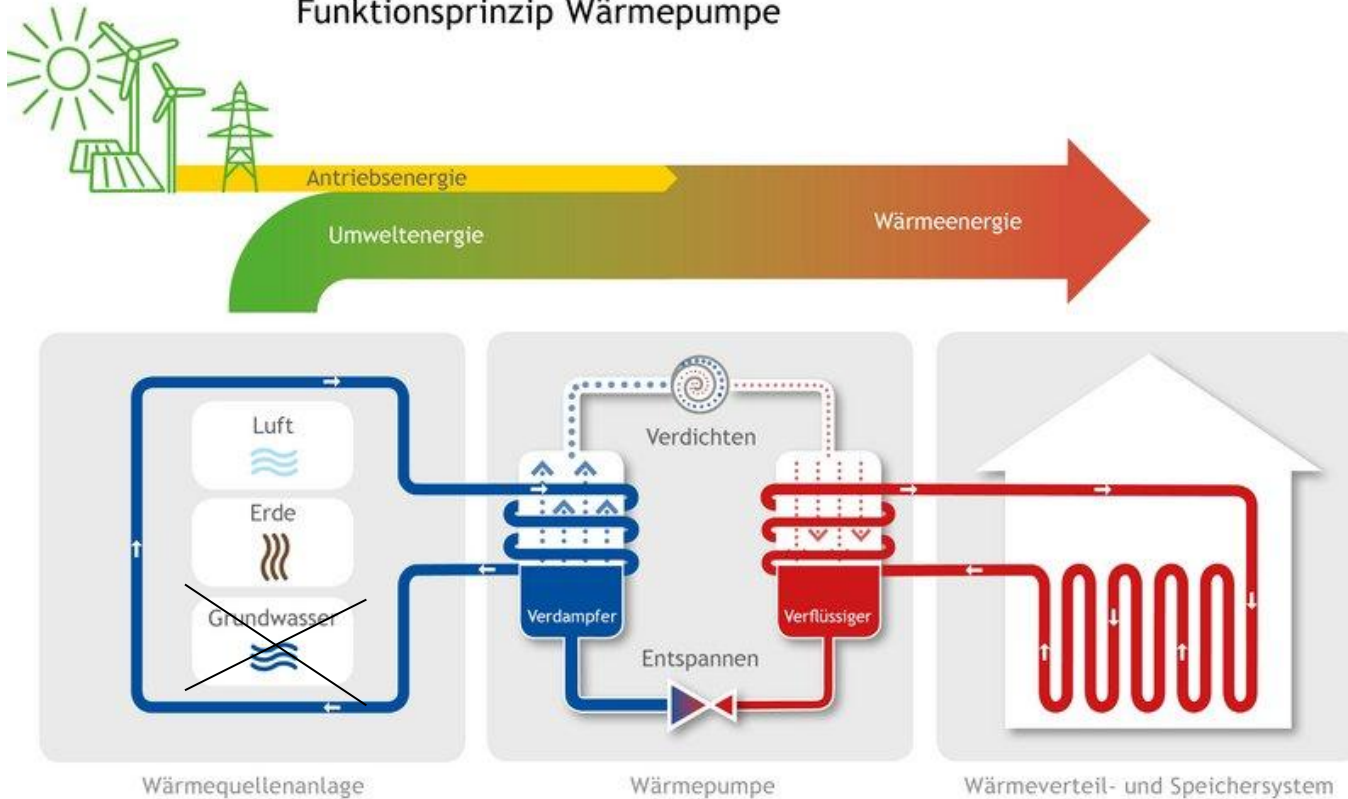 Funktionsprinzip Wärmepumpe
Antriebsenergie
Umweltenergie
Wärmeenergie
Luft
Erde
Grundwasser
Verdichten
Verdampfer
Verflüssiger
Entspannen
Wärmequellenanlage
Wärmepumpe
Wärmeverteil- und Speichersystem